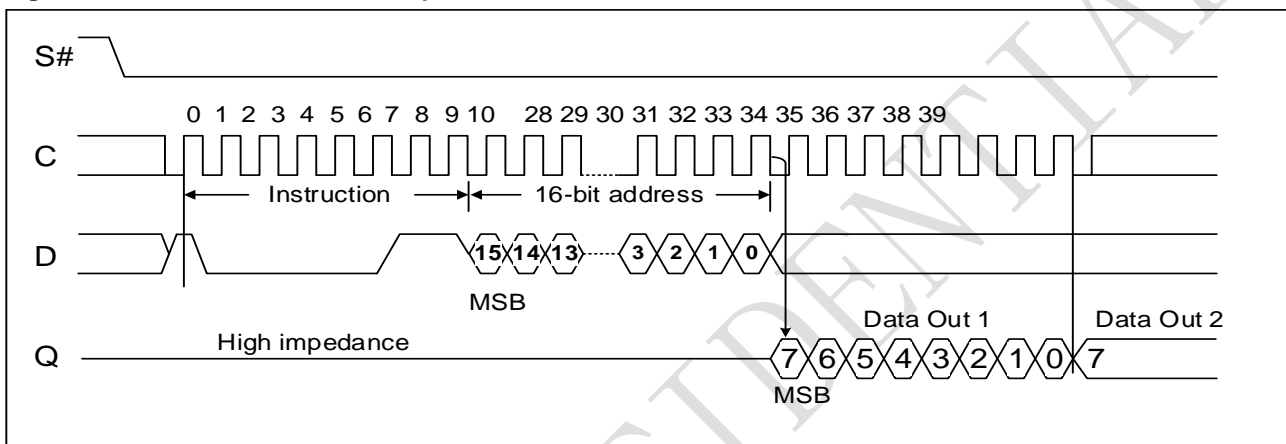 S#
0 1 2 3 4 5 6 7 8 9 10 28 29 30 31 32 33 34 35 36 37 38 39
C
Instruction 16-bit address
D 15 14 13 3 2 1 0
MSB
Data Out 1 Data Out 2
High impedance
Q 7 6 5 4 3 2 1 0 7
MSB